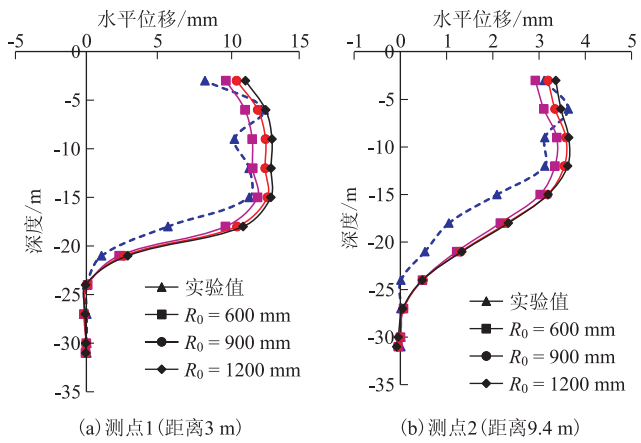 水平位移/mm
-5 0 5 10 15
0
-5
-10
-15
-20
-25
-30
-35
深度/m
实验值
R₀ = 600 mm
R₀ = 900 mm
R₀ = 1200 mm
(a) 测点1(距离3 m)
水平位移/mm
-1 0 1 2 3 4 5
0
-5
-10
-15
-20
-25
-30
-35
深度/m
实验值
R₀ = 600 mm
R₀ = 900 mm
R₀ = 1200 mm
(b) 测点2(距离9.4 m)